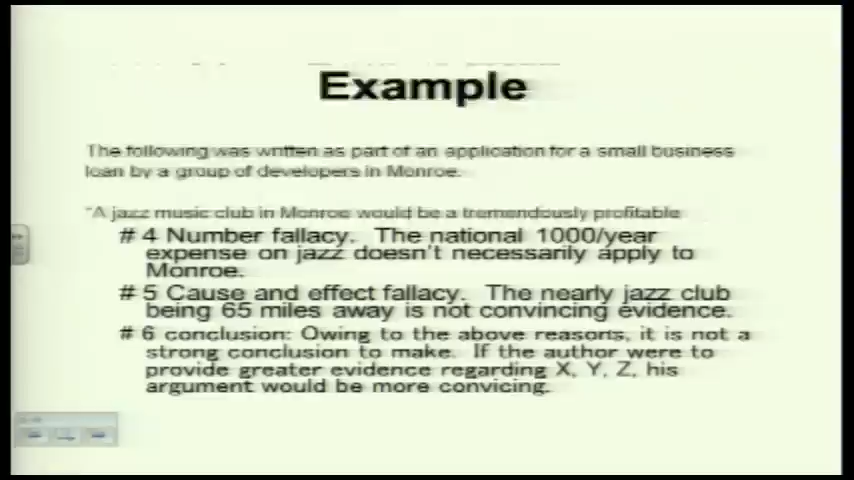 Example
The following was written as part of an application for a small business
loan by a group of developers in Monroe.
"A jazz music club in Monroe would be a tremendously profitable
# 4 Number fallacy. The national 1000/year
expense on jazz doesn't necessarily apply to
Monroe.
# 5 Cause and effect fallacy. The nearly jazz club
being 65 miles away is not convincing evidence.
# 6 conclusion: Owing to the above reasons, it is not a
strong conclusion to make. If the author were to
provide greater evidence regarding X, Y, Z, his
argument would be more convicing.